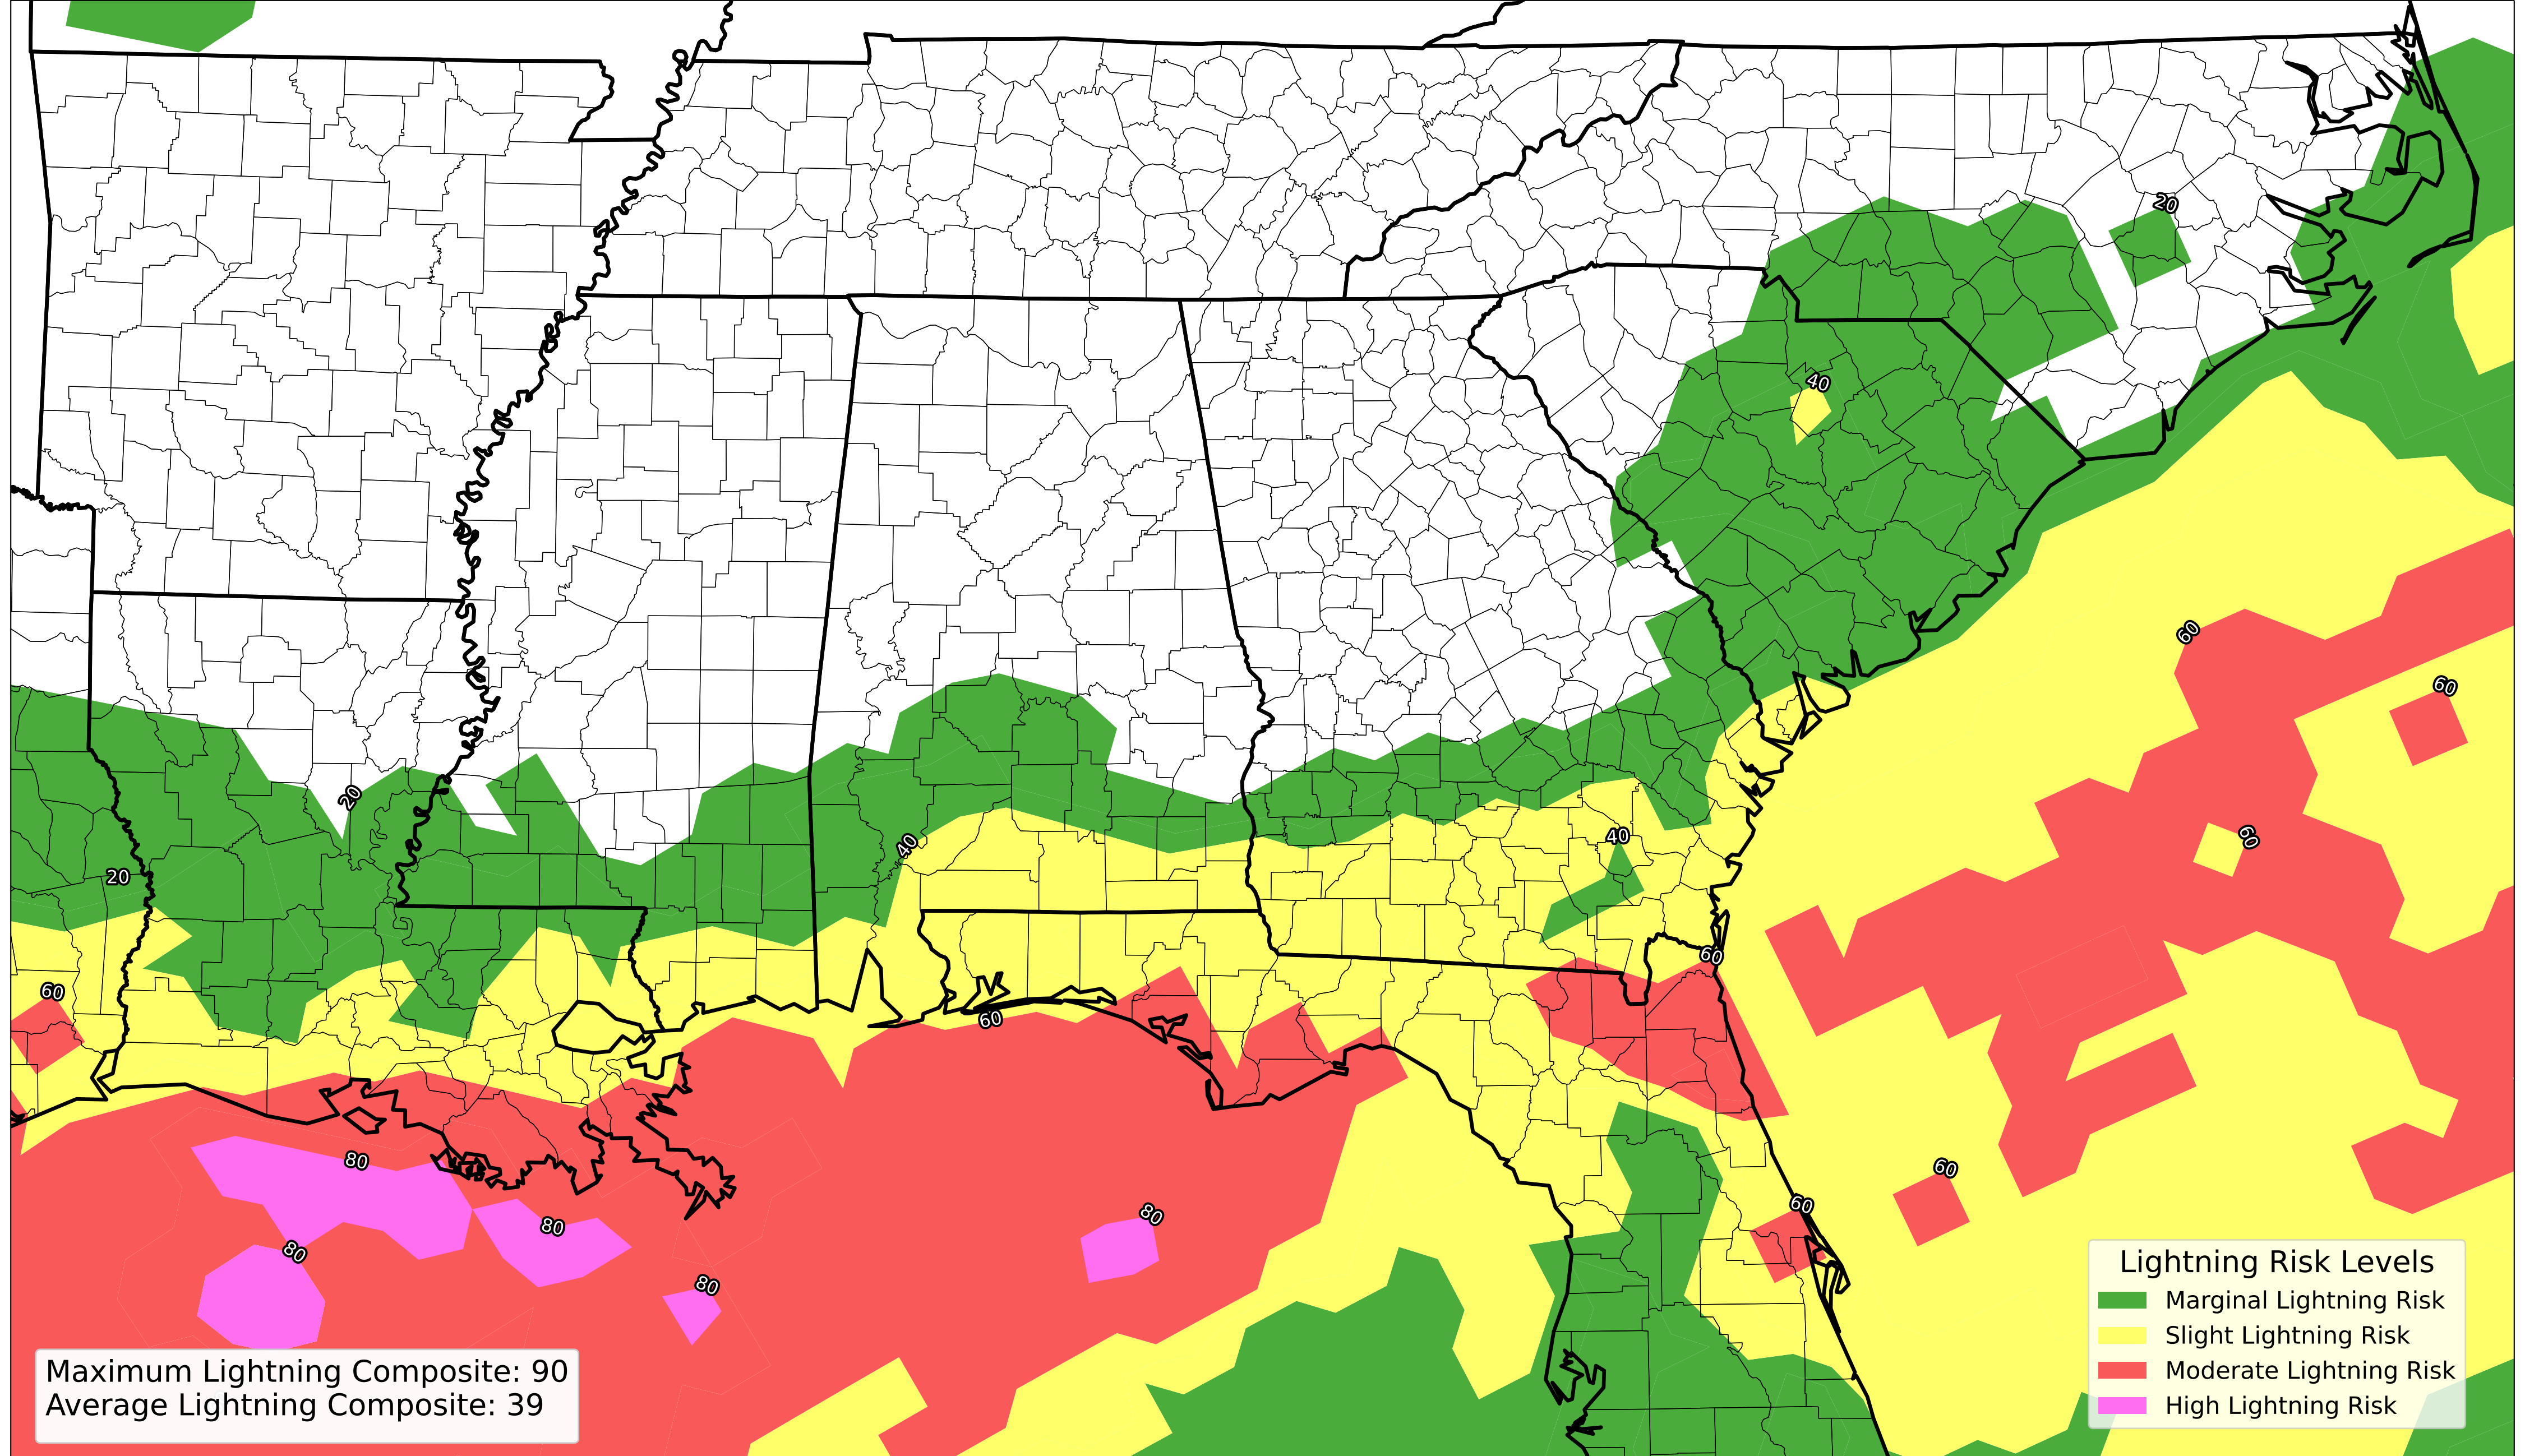 20
40
60
60
20
40
40
20
60
60
60
60
80
60
60
80
80
80
80
Lightning Risk Levels
Marginal Lightning Risk
Slight Lightning Risk
Moderate Lightning Risk
High Lightning Risk
Maximum Lightning Composite: 90
Average Lightning Composite: 39